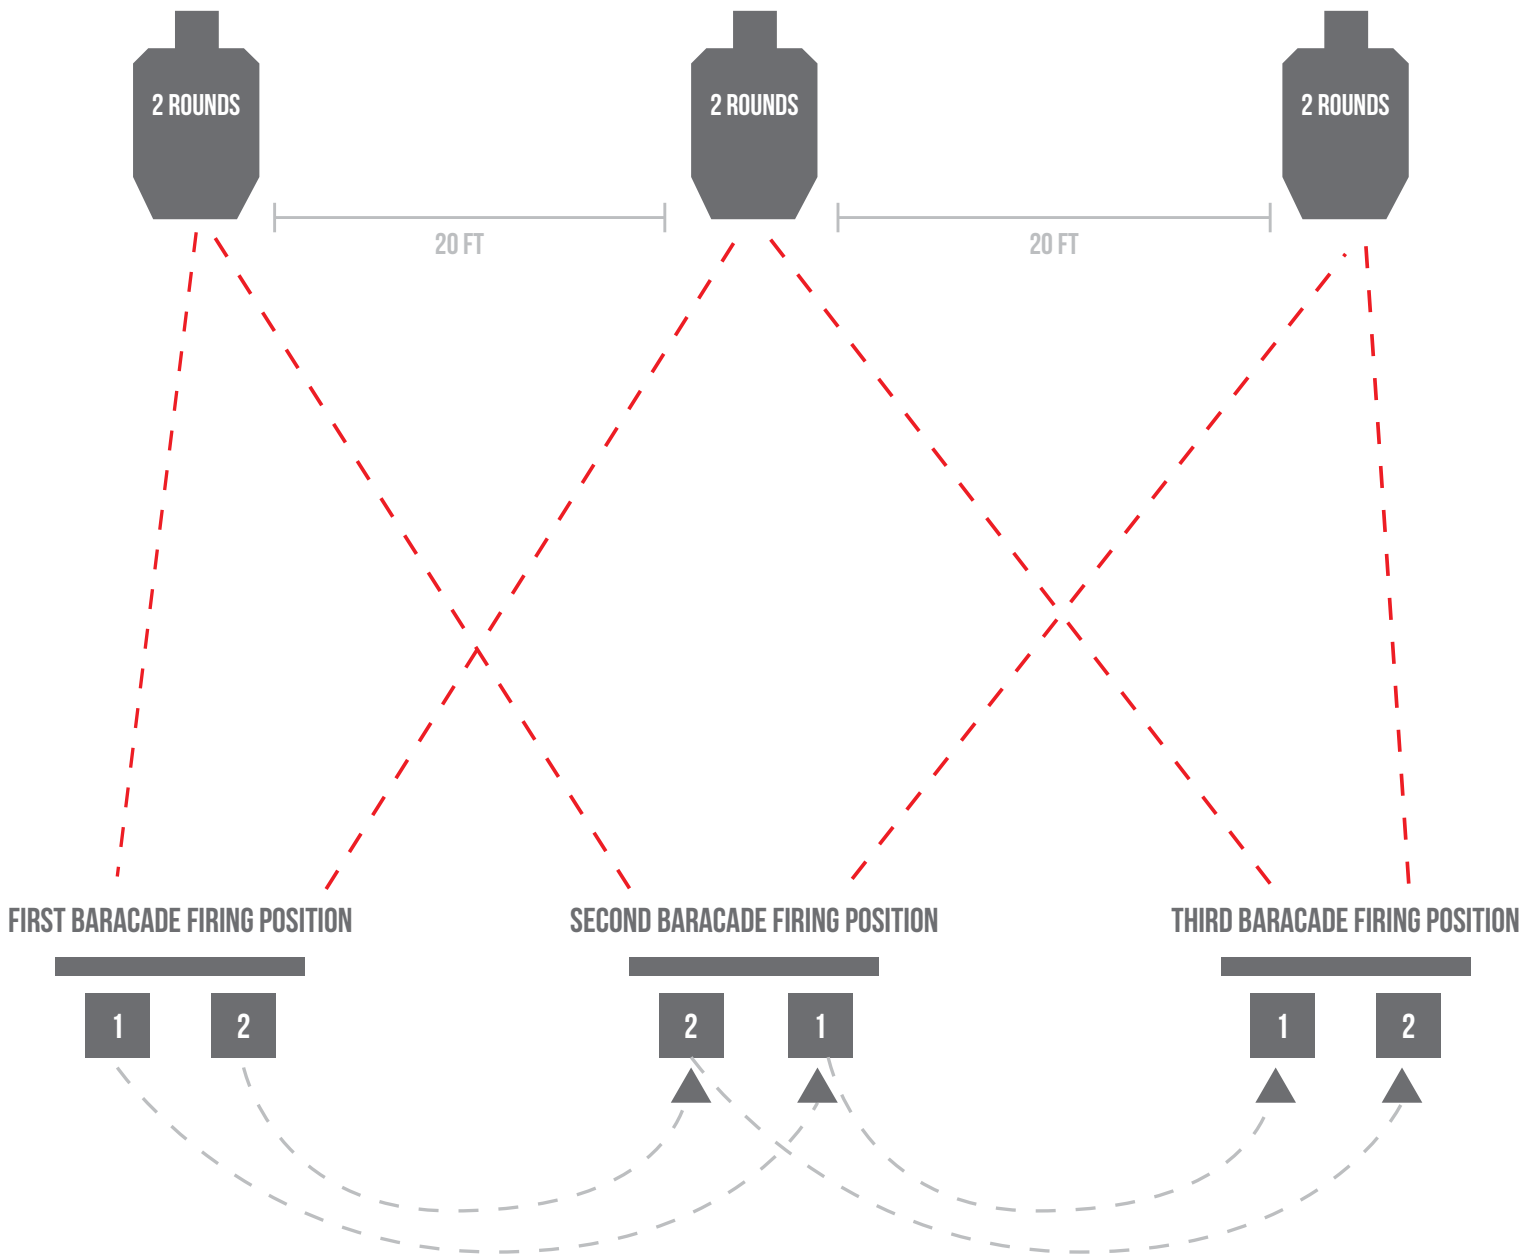 2 ROUNDS
2 ROUNDS
2 ROUNDS
20 FT
20 FT
FIRST BARACADE FIRING POSITION
SECOND BARACADE FIRING POSITION
THIRD BARACADE FIRING POSITION
1
2
2
1
1
2